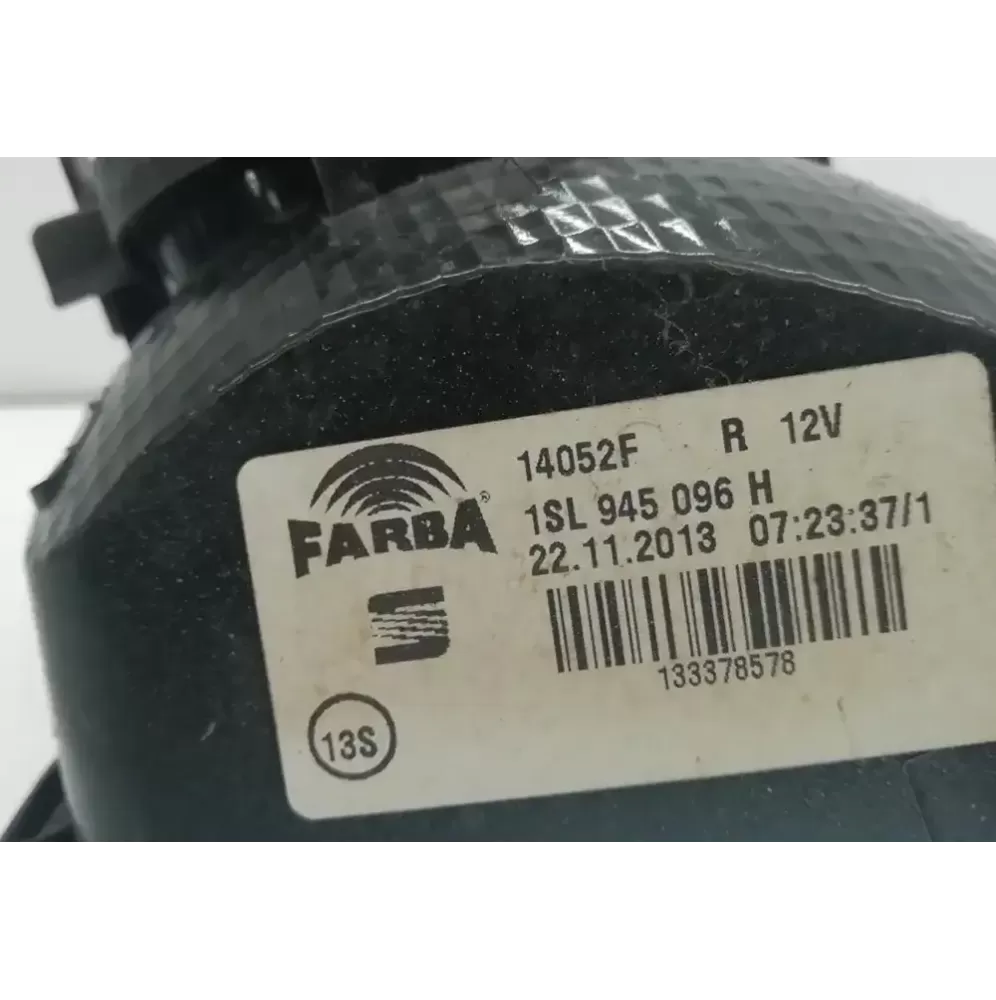 14052F R 12V
FARBA®
1SL 945 096 H
22.11.2013 07:23:37/1
133378578
13S